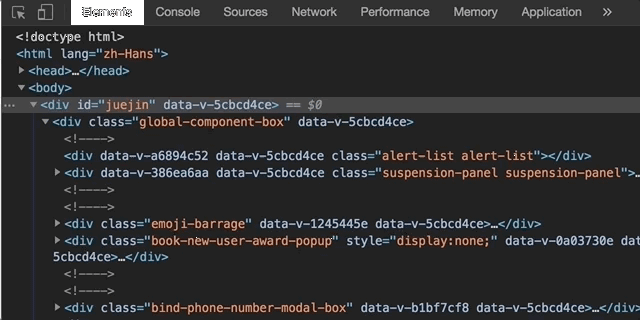 Elements Console Sources Network Performance Memory Application »
<!doctype html>
<html lang="zh-Hans">
▶<head>…</head>
▼<body>
… ▼<div id="juejin" data-v-5cbcd4ce> == $0
▼<div class="global-component-box" data-v-5cbcd4ce>
<!---->
<div data-v-a6894c52 data-v-5cbcd4ce class="alert-list alert-list"></div>
▶<div data-v-386ea6aa data-v-5cbcd4ce class="suspension-panel suspension-panel">…
<!---->
<!---->
▶<div class="emoji-barrage" data-v-1245445e data-v-5cbcd4ce>…</div>
▶<div class="book-new-user-award-popup" style="display:none;" data-v-0a03730e data-v-
5cbcd4ce>…</div>
<!---->
<!---->
▶<div class="bind-phone-number-modal-box" data-v-b1bf7cf8 data-v-5cbcd4ce>…</div>